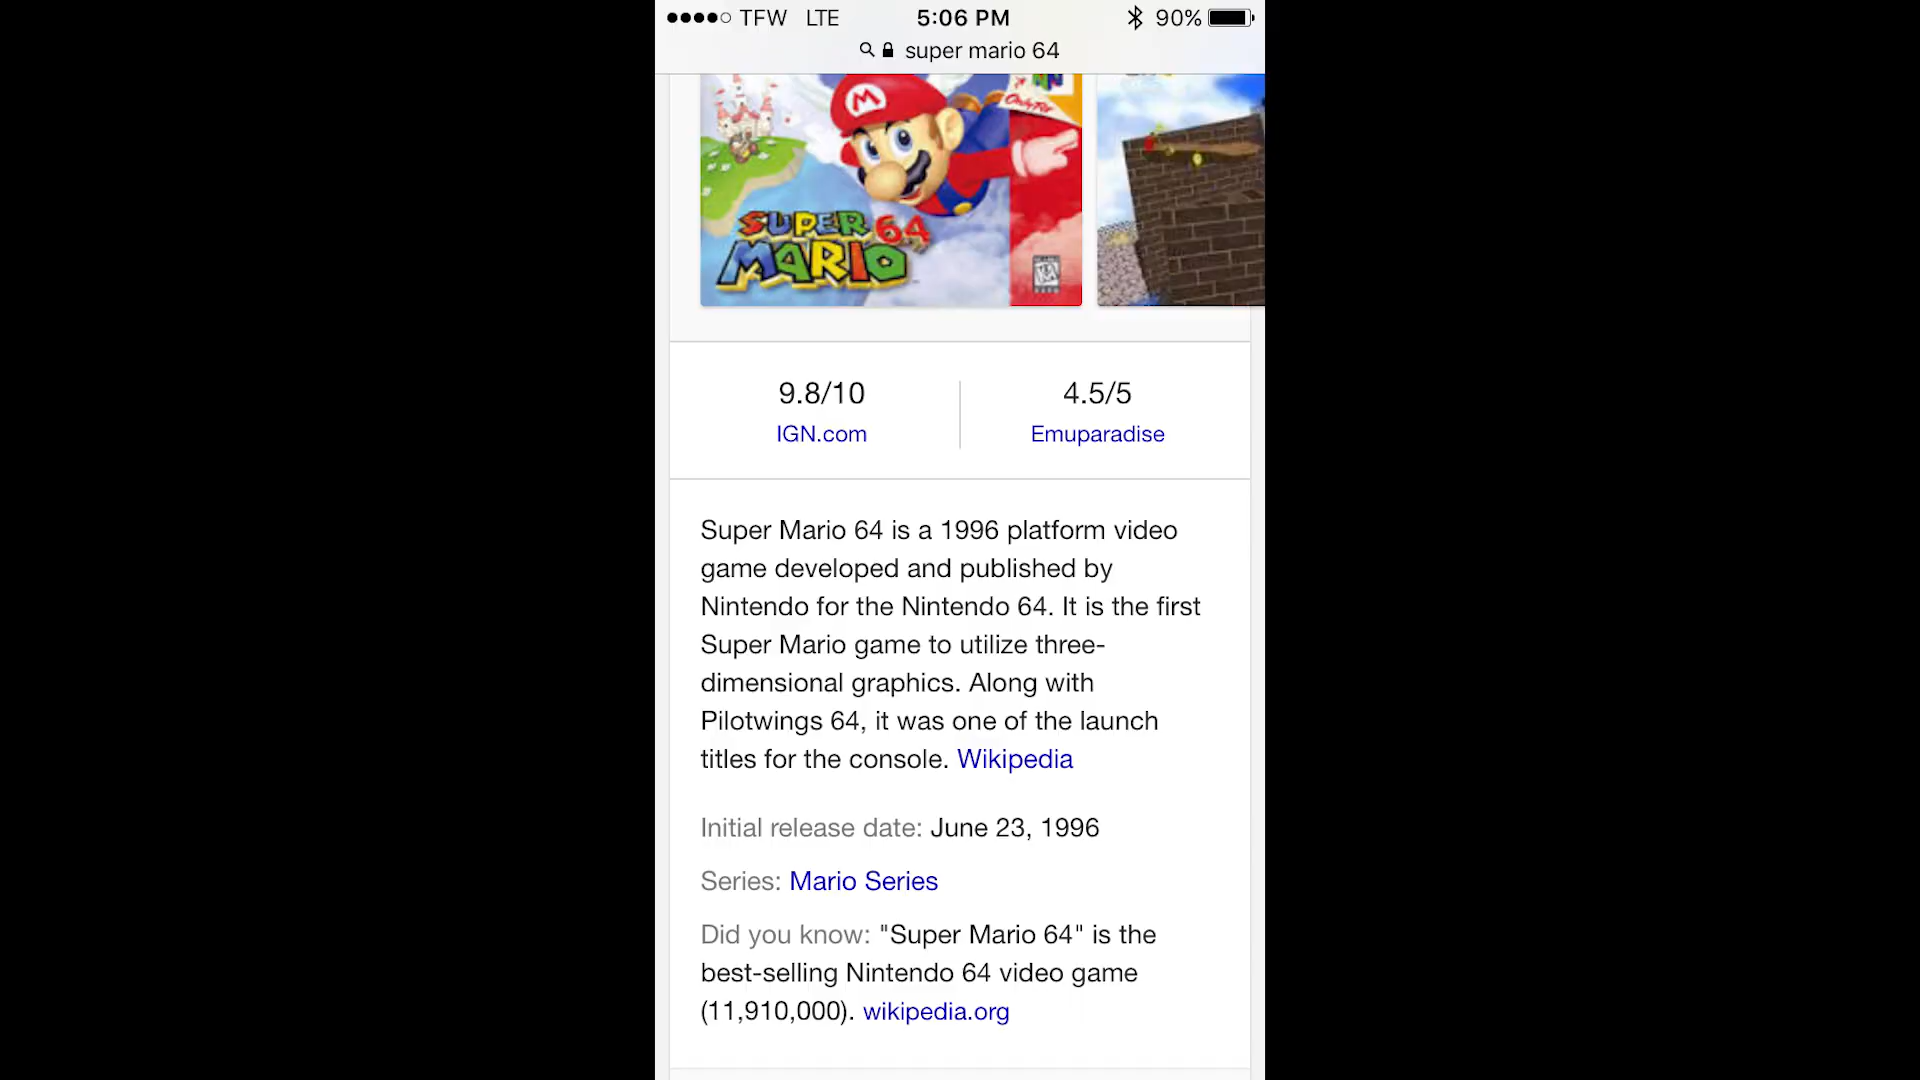 TFW LTE 5:06 PM 90%
super mario 64
Only For
SUPER 64
MARIO
9.8/10
IGN.com
4.5/5
Emuparadise
Super Mario 64 is a 1996 platform video
game developed and published by
Nintendo for the Nintendo 64. It is the first
Super Mario game to utilize three-
dimensional graphics. Along with
Pilotwings 64, it was one of the launch
titles for the console. Wikipedia
Initial release date: June 23, 1996
Series: Mario Series
Did you know: "Super Mario 64" is the
best-selling Nintendo 64 video game
(11,910,000). wikipedia.org